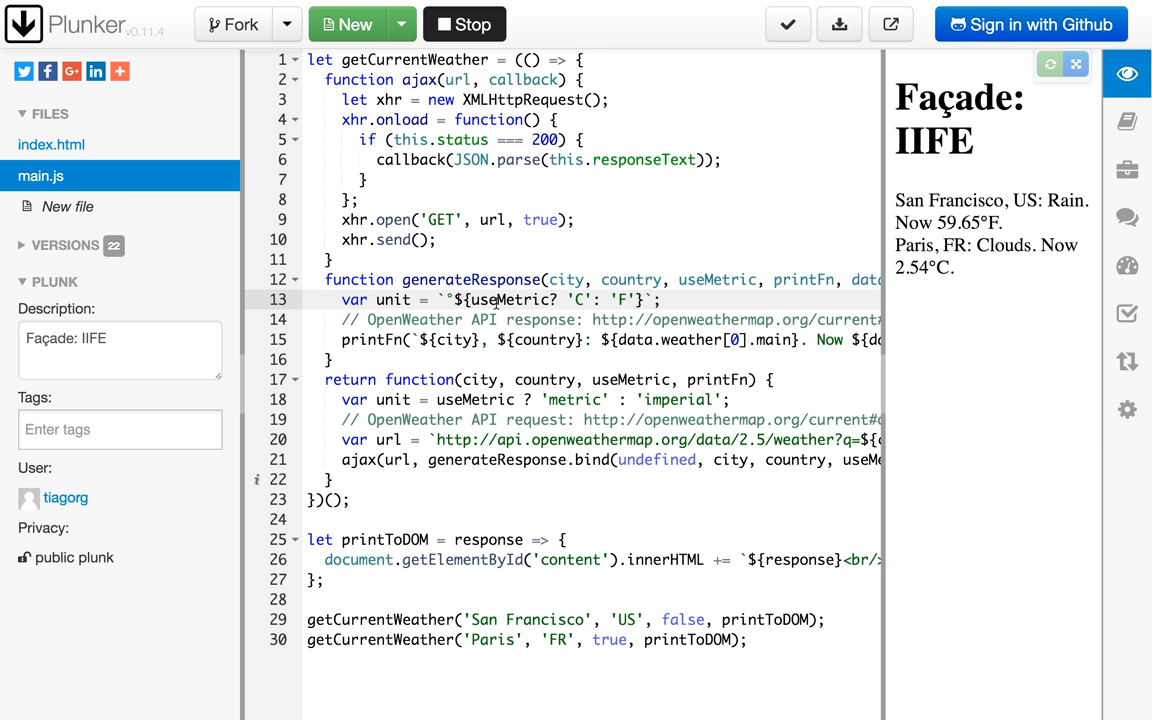 Plunker v0.11.4
Fork
New
Stop
Sign in with Github
FILES
index.html
main.js
New file
VERSIONS 22
PLUNK
Description:
Façade: IIFE
Tags:
Enter tags
User:
tiagorg
Privacy:
public plunk
1 let getCurrentWeather = (() => {
2 function ajax(url, callback) {
3 let xhr = new XMLHttpRequest();
4 xhr.onload = function() {
5 if (this.status === 200) {
6 callback(JSON.parse(this.responseText));
7 }
8 };
9 xhr.open('GET', url, true);
10 xhr.send();
11 }
12 function generateResponse(city, country, useMetric, printFn, data
13 var unit = `°${useMetric? 'C': 'F'}`;
14 // OpenWeather API response: http://openweathermap.org/current#
15 printFn(`${city}, ${country}: ${data.weather[0].main}. Now ${da
16 }
17 return function(city, country, useMetric, printFn) {
18 var unit = useMetric ? 'metric' : 'imperial';
19 // OpenWeather API request: http://openweathermap.org/current#o
20 var url = `http://api.openweathermap.org/data/2.5/weather?q=${c
21 ajax(url, generateResponse.bind(undefined, city, country, useMe
22 }
23 })();
24
25 let printToDOM = response => {
26 document.getElementById('content').innerHTML += `${response}<br/>
27 };
28
29 getCurrentWeather('San Francisco', 'US', false, printToDOM);
30 getCurrentWeather('Paris', 'FR', true, printToDOM);
Façade:
IIFE
San Francisco, US: Rain.
Now 59.65°F.
Paris, FR: Clouds. Now
2.54°C.